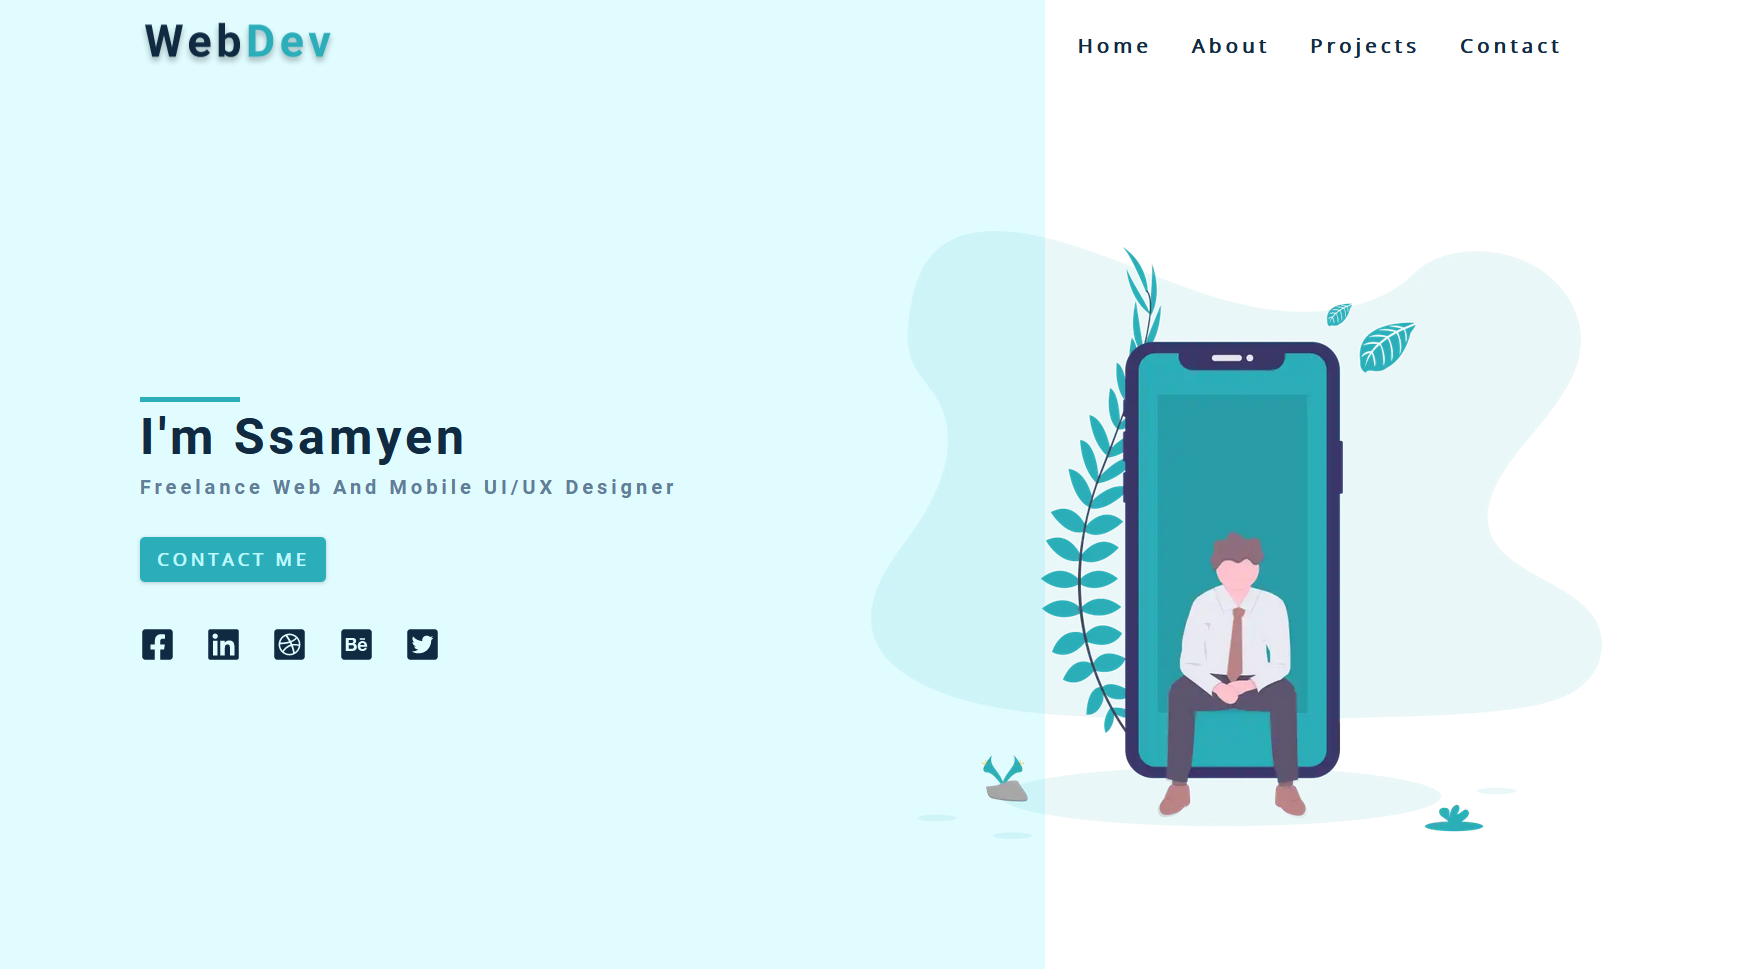 WebDev
Home About Projects Contact
I'm Ssamyen
Freelance Web And Mobile UI/UX Designer
CONTACT ME
Bē